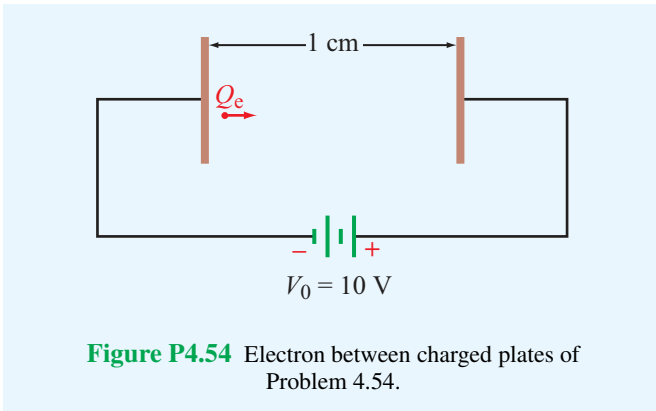 1 cm
Qe
− +
V0 = 10 V
Figure P4.54 Electron between charged plates of
Problem 4.54.